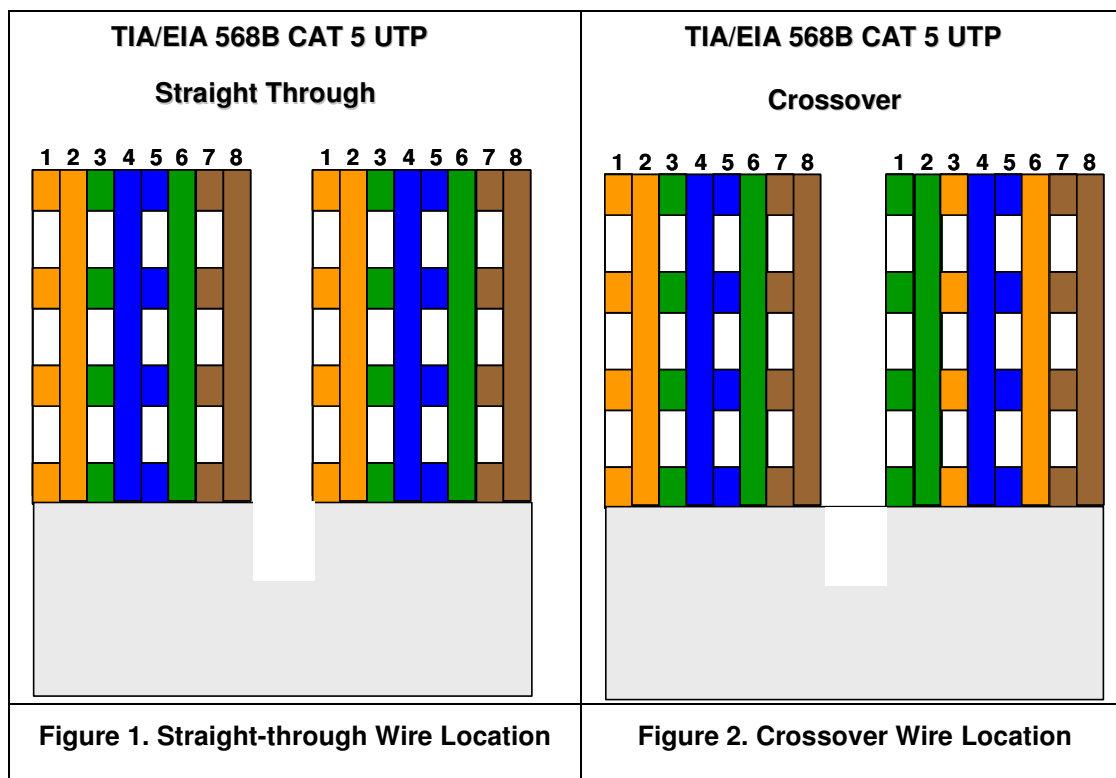 TIA/EIA 568B CAT 5 UTP
Straight Through
1 2 3 4 5 6 7 8 1 2 3 4 5 6 7 8
Figure 1. Straight-through Wire Location
TIA/EIA 568B CAT 5 UTP
Crossover
1 2 3 4 5 6 7 8 1 2 3 4 5 6 7 8
Figure 2. Crossover Wire Location